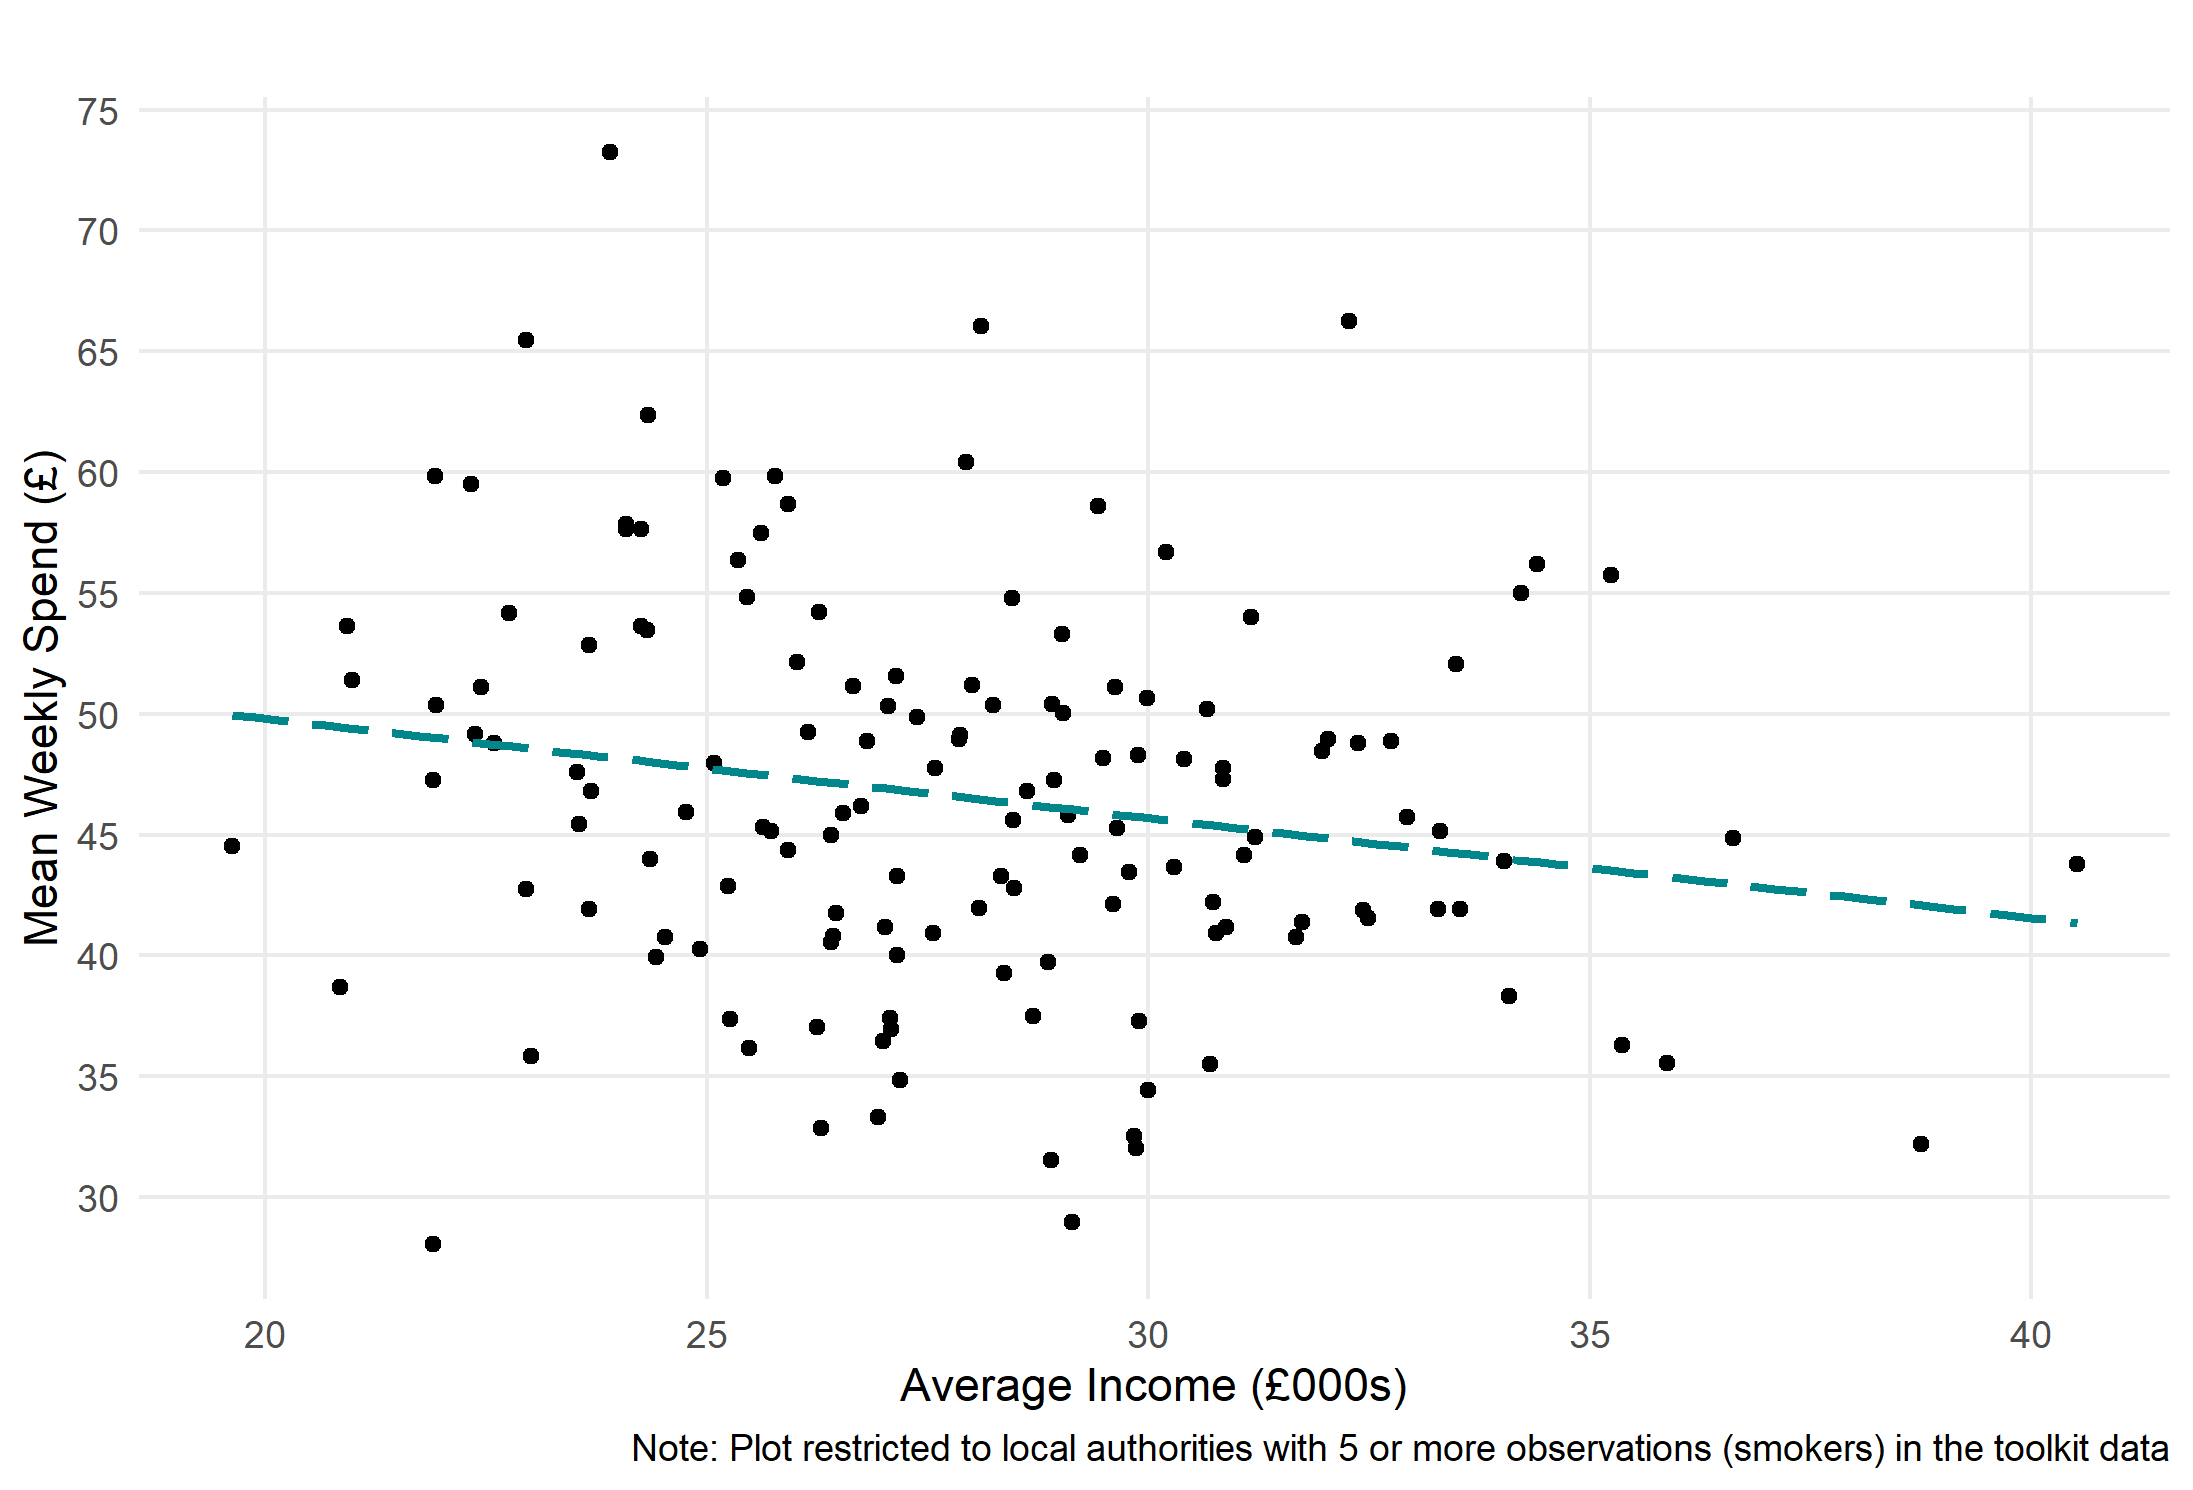 75
70
65
60
55
50
45
40
35
30
Mean Weekly Spend (£)
20 25 30 35 40
Average Income (£000s)
Note: Plot restricted to local authorities with 5 or more observations (smokers) in the toolkit data